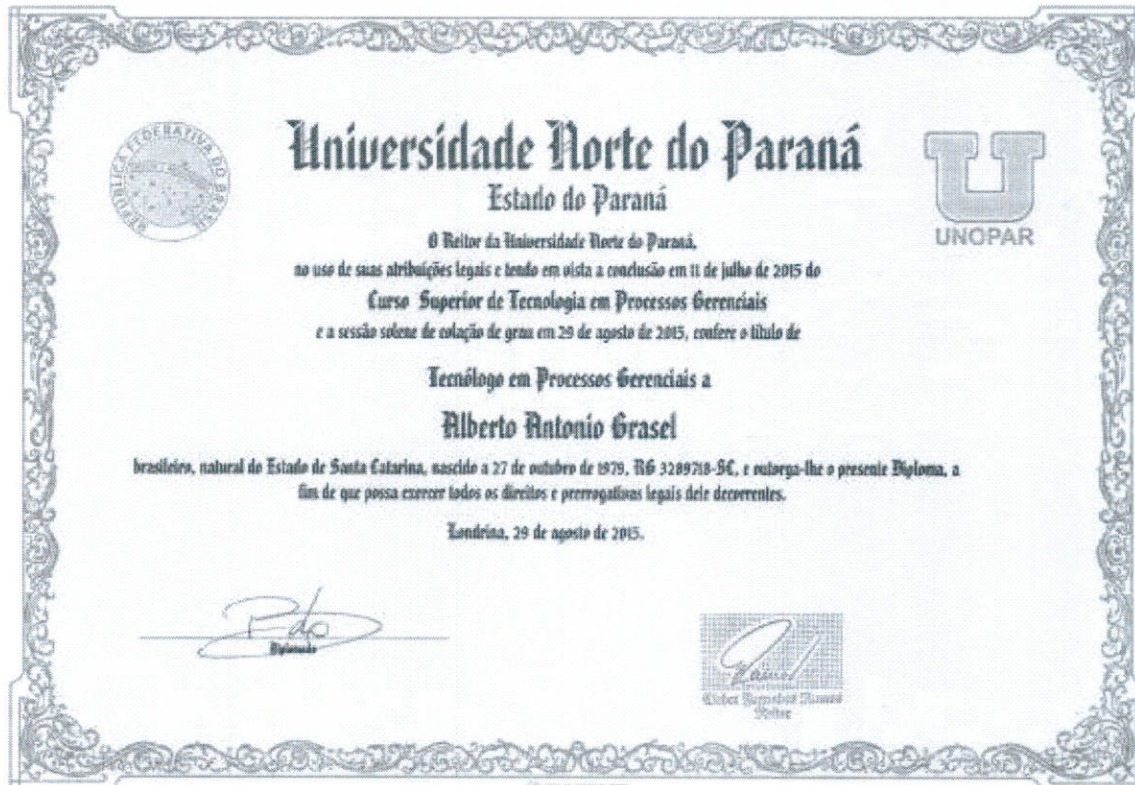 REPÚBLICA FEDERATIVA DO BRASIL
Universidade Norte do Paraná
UNOPAR
Estado do Paraná
O Reitor da Universidade Norte do Paraná,
no uso de suas atribuições legais e tendo em vista a conclusão em 11 de julho de 2015 do
Curso Superior de Tecnologia em Processos Gerenciais
e a sessão solene de colação de grau em 29 de agosto de 2015, confere o título de
Tecnólogo em Processos Gerenciais a
Alberto Antonio Grasel
brasileiro, natural do Estado de Santa Catarina, nascido a 27 de outubro de 1979, RG 3289718-SC, e outorga-lhe o presente Diploma, a
fim de que possa exercer todos os direitos e prerrogativas legais dele decorrentes.
Londrina, 29 de agosto de 2015.
Diplomado
Reitor